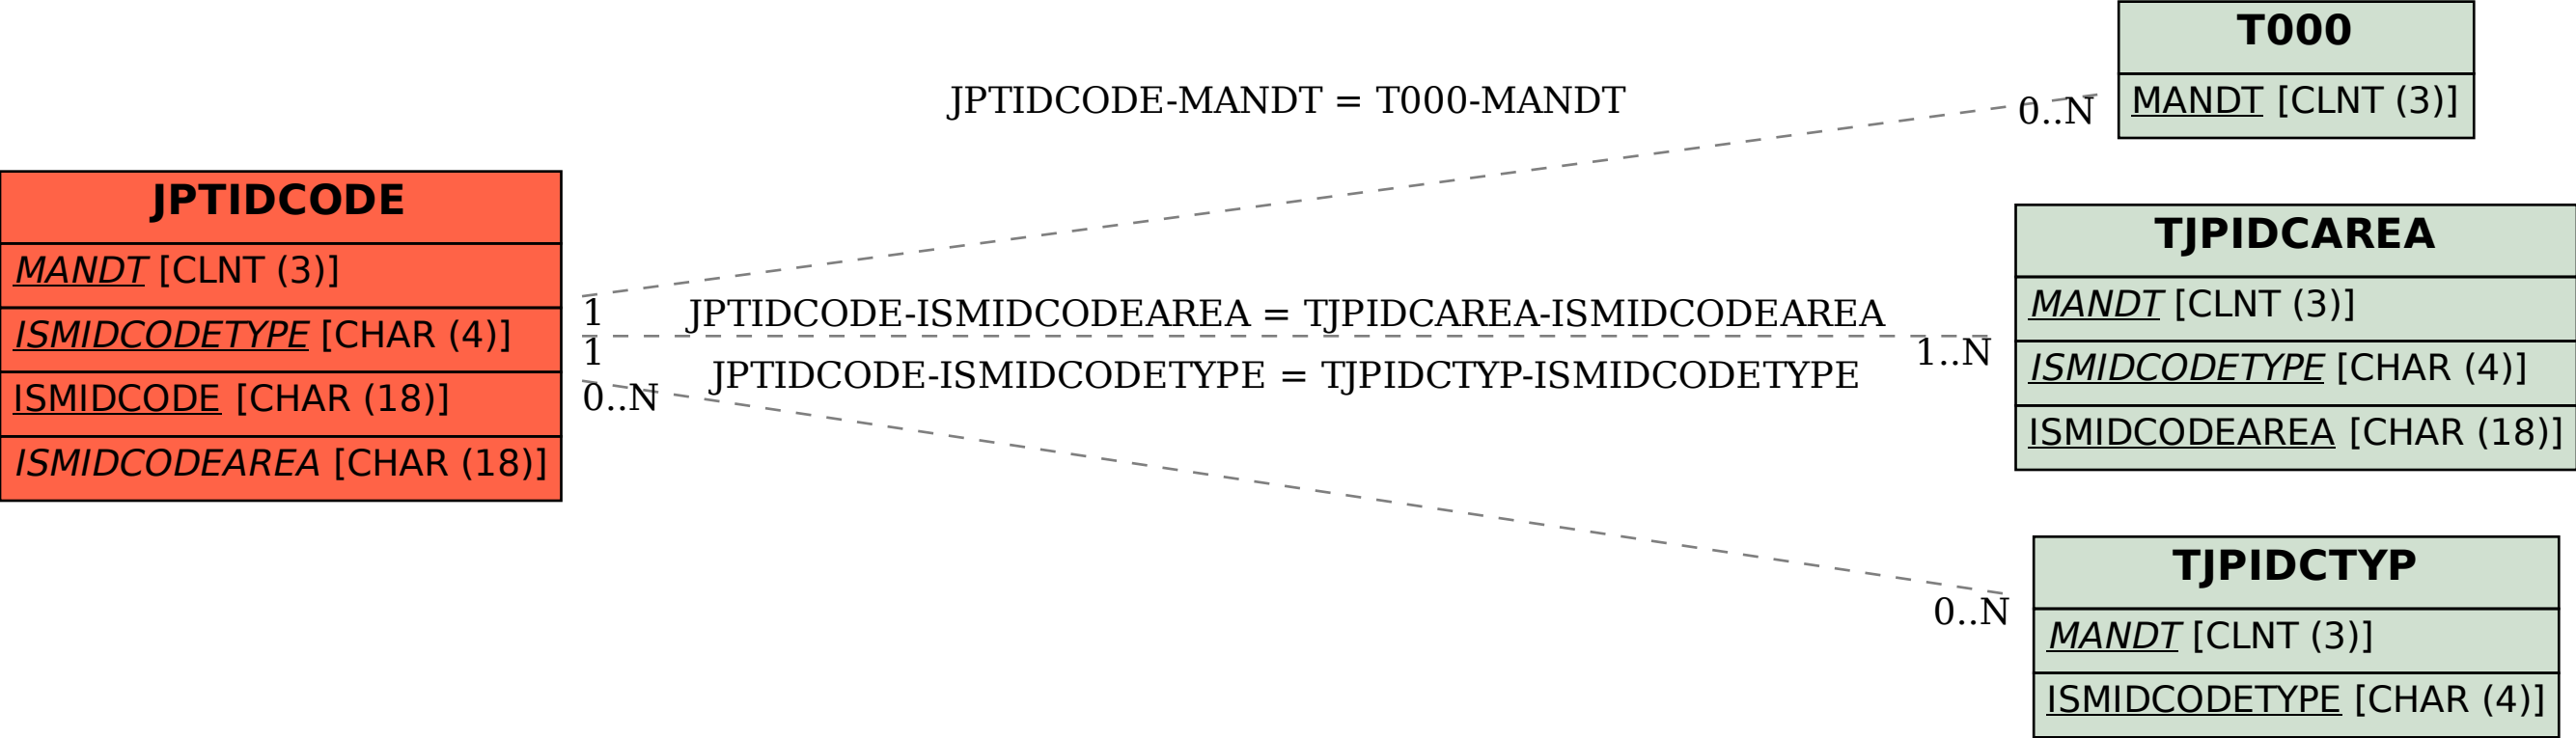 T000
MANDT [CLNT (3)]
JPTIDCODE-MANDT = T000-MANDT
0..N
JPTIDCODE
MANDT [CLNT (3)]
ISMIDCODETYPE [CHAR (4)]
ISMIDCODE [CHAR (18)]
ISMIDCODEAREA [CHAR (18)]
1
JPTIDCODE-ISMIDCODEAREA = TJPIDCAREA-ISMIDCODEAREA
1
1..N
JPTIDCODE-ISMIDCODETYPE = TJPIDCTYP-ISMIDCODETYPE
0..N
TJPIDCAREA
MANDT [CLNT (3)]
ISMIDCODETYPE [CHAR (4)]
ISMIDCODEAREA [CHAR (18)]
0..N
TJPIDCTYP
MANDT [CLNT (3)]
ISMIDCODETYPE [CHAR (4)]